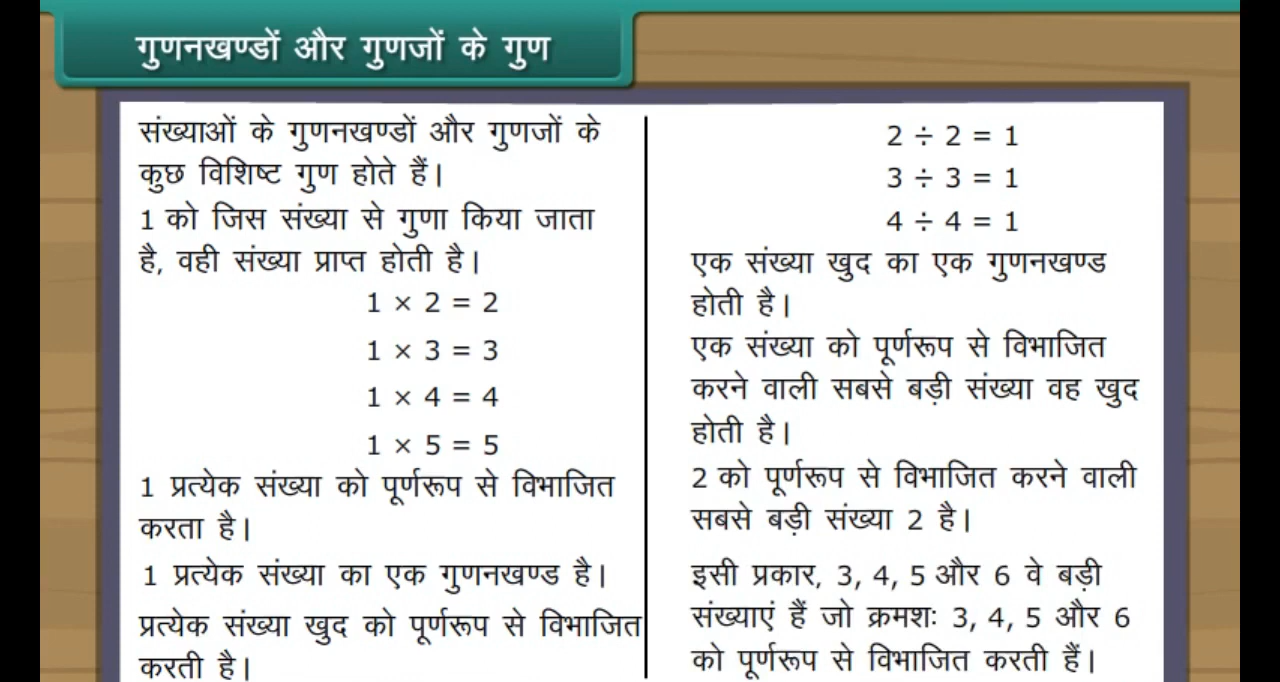 गुणनखण्डों और गुणजों के गुण
संख्याओं के गुणनखण्डों और गुणजों के
कुछ विशिष्ट गुण होते हैं।
1 को जिस संख्या से गुणा किया जाता
है, वही संख्या प्राप्त होती है।
1 × 2 = 2
1 × 3 = 3
1 × 4 = 4
1 × 5 = 5
1 प्रत्येक संख्या को पूर्णरूप से विभाजित
करता है।
1 प्रत्येक संख्या का एक गुणनखण्ड है।
प्रत्येक संख्या खुद को पूर्णरूप से विभाजित
करती है।
2 ÷ 2 = 1
3 ÷ 3 = 1
4 ÷ 4 = 1
एक संख्या खुद का एक गुणनखण्ड
होती है।
एक संख्या को पूर्णरूप से विभाजित
करने वाली सबसे बड़ी संख्या वह खुद
होती है।
2 को पूर्णरूप से विभाजित करने वाली
सबसे बड़ी संख्या 2 है।
इसी प्रकार, 3, 4, 5 और 6 वे बड़ी
संख्याएं हैं जो क्रमशः 3, 4, 5 और 6
को पूर्णरूप से विभाजित करती हैं।